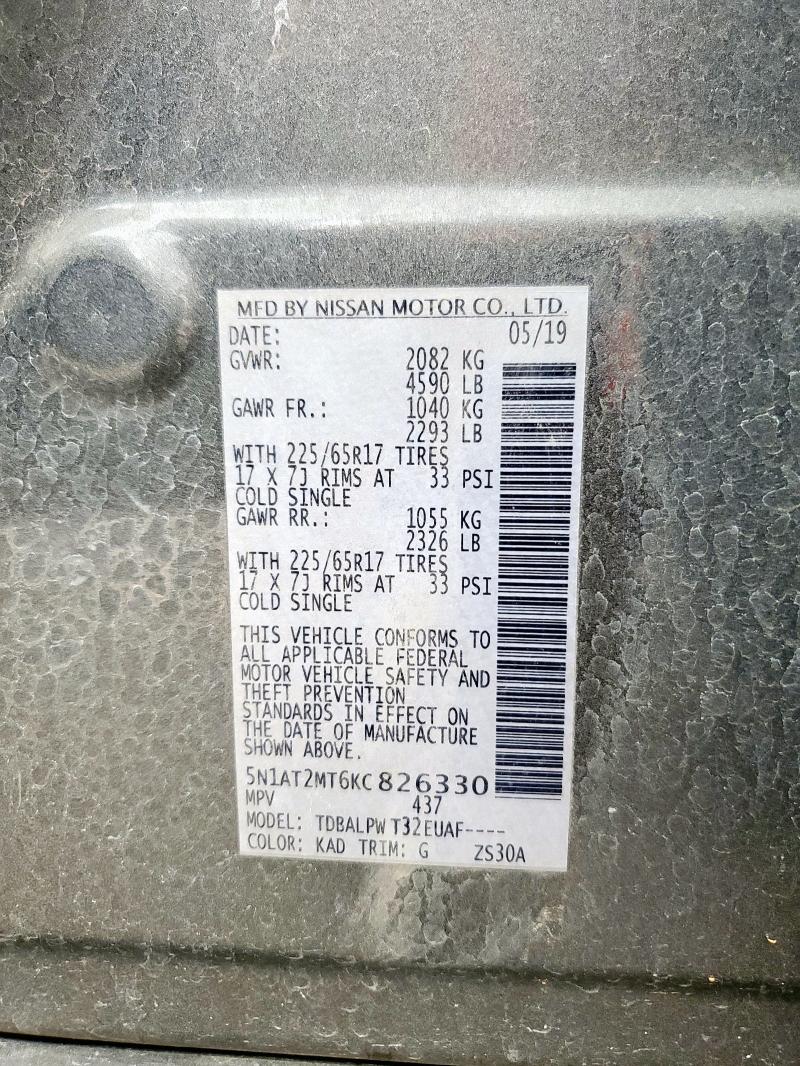 MFD BY NISSAN MOTOR CO., LTD.
DATE: 05/19
GVWR: 2082 KG
4590 LB
GAWR FR.: 1040 KG
2293 LB
WITH 225/65R17 TIRES
17 X 7J RIMS AT 33 PSI
COLD SINGLE
GAWR RR.: 1055 KG
2326 LB
WITH 225/65R17 TIRES
17 X 7J RIMS AT 33 PSI
COLD SINGLE
THIS VEHICLE CONFORMS TO
ALL APPLICABLE FEDERAL
MOTOR VEHICLE SAFETY AND
THEFT PREVENTION
STANDARDS IN EFFECT ON
THE DATE OF MANUFACTURE
SHOWN ABOVE.
5N1AT2MT6KC826330
MPV 437
MODEL: TDBALPW T32EUAF----
COLOR: KAD TRIM: G ZS30A